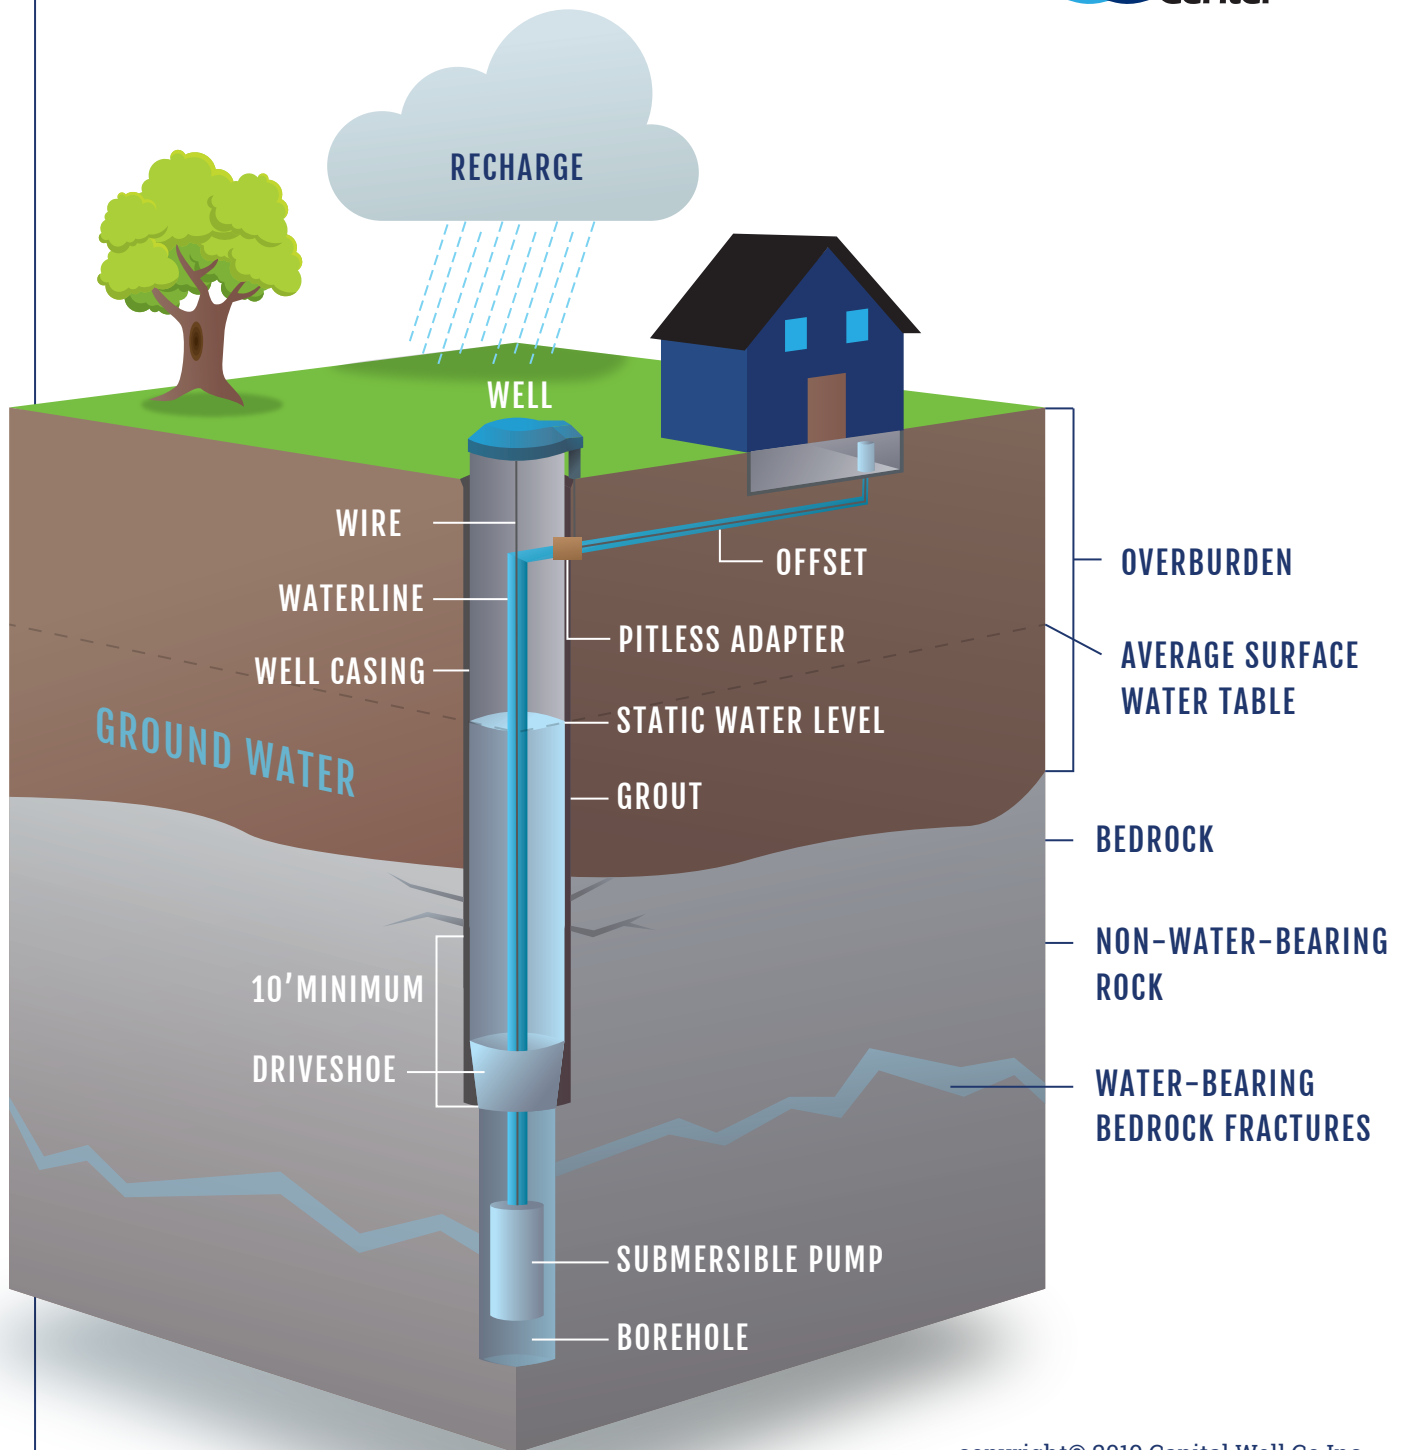 RECHARGE
WELL
WIRE
OFFSET
OVERBURDEN
WATERLINE
PITLESS ADAPTER
AVERAGE SURFACE
WATER TABLE
WELL CASING
STATIC WATER LEVEL
GROUND WATER
GROUT
BEDROCK
NON-WATER-BEARING
ROCK
10'MINIMUM
DRIVESHOE
WATER-BEARING
BEDROCK FRACTURES
SUBMERSIBLE PUMP
BOREHOLE